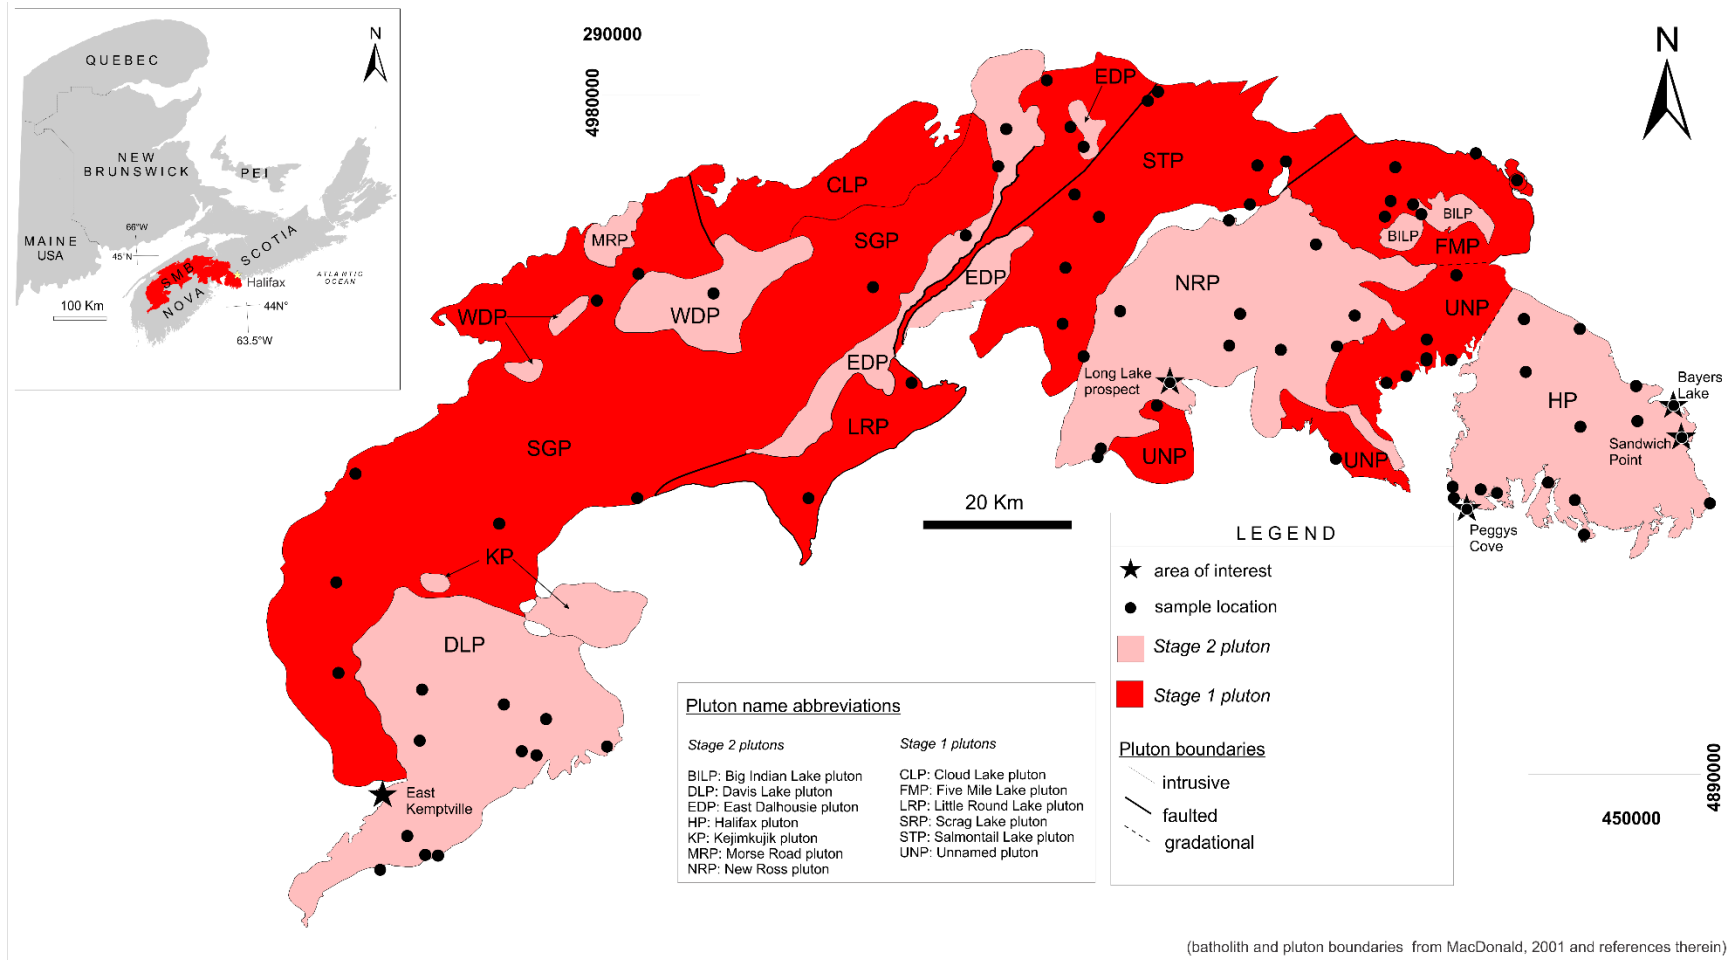 N
QUEBEC
NEW
BRUNSWICK
PEI
MAINE
USA
66°W
45°N
SCOTIA
NOVA
SMB
Halifax
ATLANTIC
OCEAN
44N°
63.5°W
100 Km
290000
4980000
N
EDP
STP
CLP
MRP
SGP
BILP
BILP
FMP
EDP
NRP
UNP
WDP
WDP
EDP
Long Lake
prospect
Bayers
Lake
HP
LRP
SGP
UNP
UNP
Sandwich
Point
20 Km
Peggys
Cove
KP
DLP
East
Kemptville
LEGEND
area of interest
sample location
Stage 2 pluton
Stage 1 pluton
Pluton boundaries
intrusive
faulted
gradational
Pluton name abbreviations
Stage 2 plutons
BILP: Big Indian Lake pluton
DLP: Davis Lake pluton
EDP: East Dalhousie pluton
HP: Halifax pluton
KP: Kejimkujik pluton
MRP: Morse Road pluton
NRP: New Ross pluton
Stage 1 plutons
CLP: Cloud Lake pluton
FMP: Five Mile Lake pluton
LRP: Little Round Lake pluton
SRP: Scrag Lake pluton
STP: Salmontail Lake pluton
UNP: Unnamed pluton
4890000
450000
(batholith and pluton boundaries from MacDonald, 2001 and references therein)